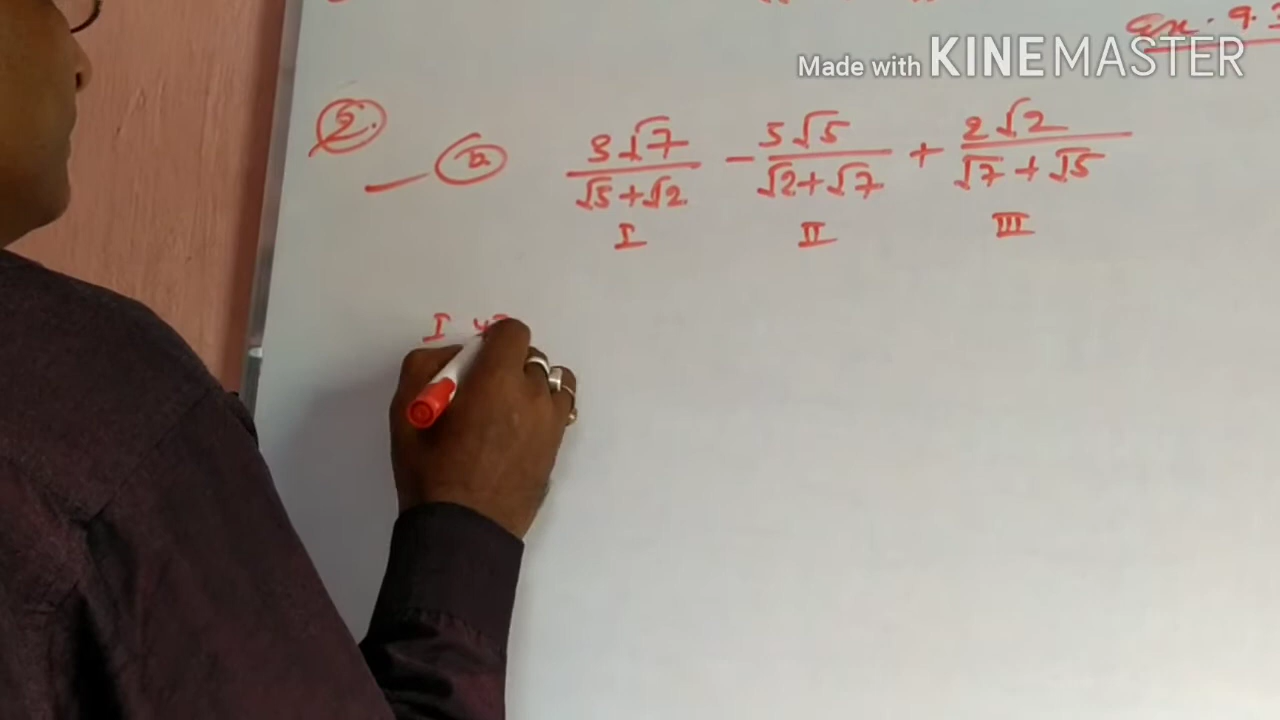 Ex. 9.
Made with KINEMASTER
2.
a 3√7/(√5+√2) - 5√5/(√2+√7) + 2√2/(√7+√5)
I II III
I